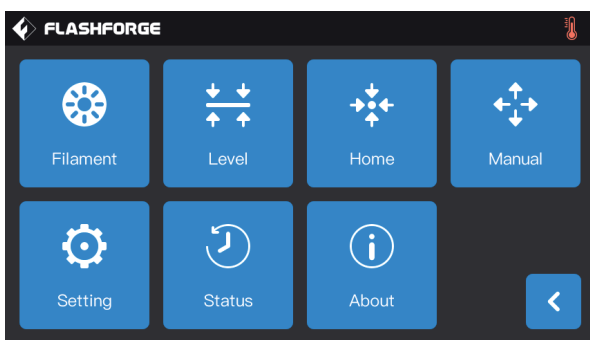 FLASHFORGE
Filament
Level
Home
Manual
Setting
Status
About